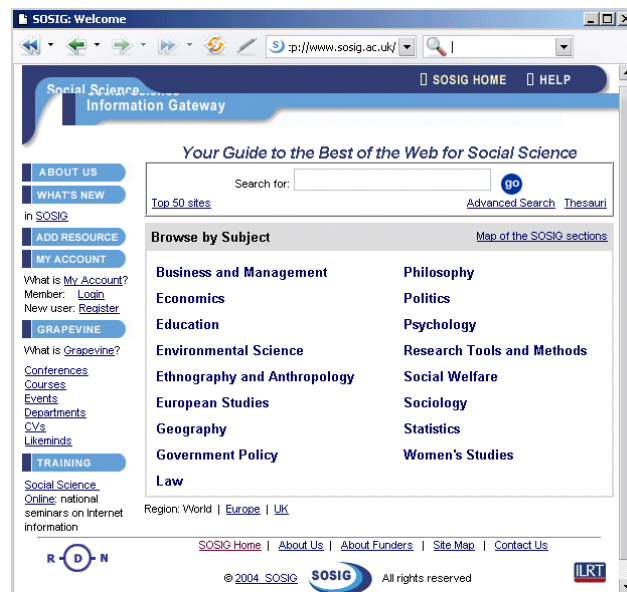 SOSIG: Welcome
:p://www.sosig.ac.uk/
SOSIG HOME HELP
Social Science
Information Gateway
Your Guide to the Best of the Web for Social Science
ABOUT US
WHAT'S NEW
in SOSIG
ADD RESOURCE
MY ACCOUNT
What is My Account?
Member: Login
New user: Register
GRAPEVINE
What is Grapevine?
Conferences
Courses
Events
Departments
CVs
Likeminds
TRAINING
Social Science
Online: national
seminars on Internet
information
Search for: go
Top 50 sites Advanced Search Thesauri
Browse by Subject Map of the SOSIG sections
Business and Management
Economics
Education
Environmental Science
Ethnography and Anthropology
European Studies
Geography
Government Policy
Law
Philosophy
Politics
Psychology
Research Tools and Methods
Social Welfare
Sociology
Statistics
Women's Studies
Region: World | Europe | UK
SOSIG Home | About Us | About Funders | Site Map | Contact Us
R·D·N
© 2004 SOSIG SOSIG All rights reserved
ILRT